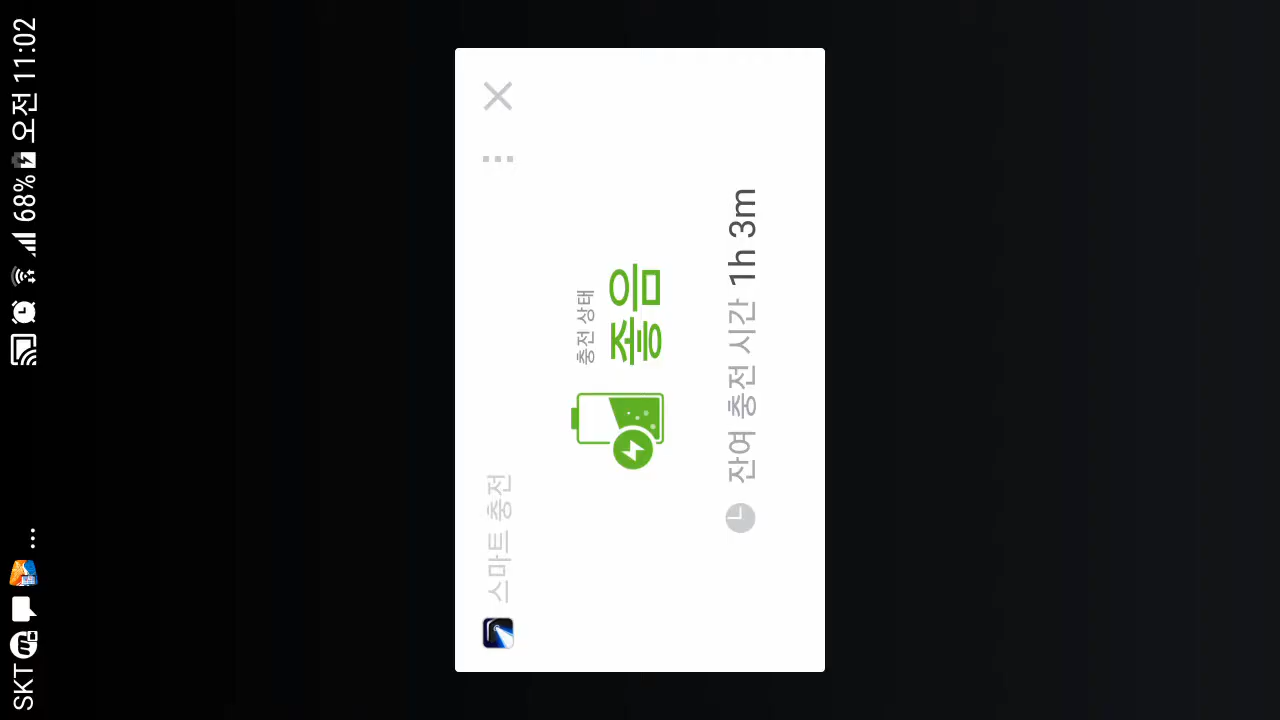 SKT ... 68% 오전 11:02
스마트 충전
충전 상태
좋음
잔여 충전 시간 1h 3m